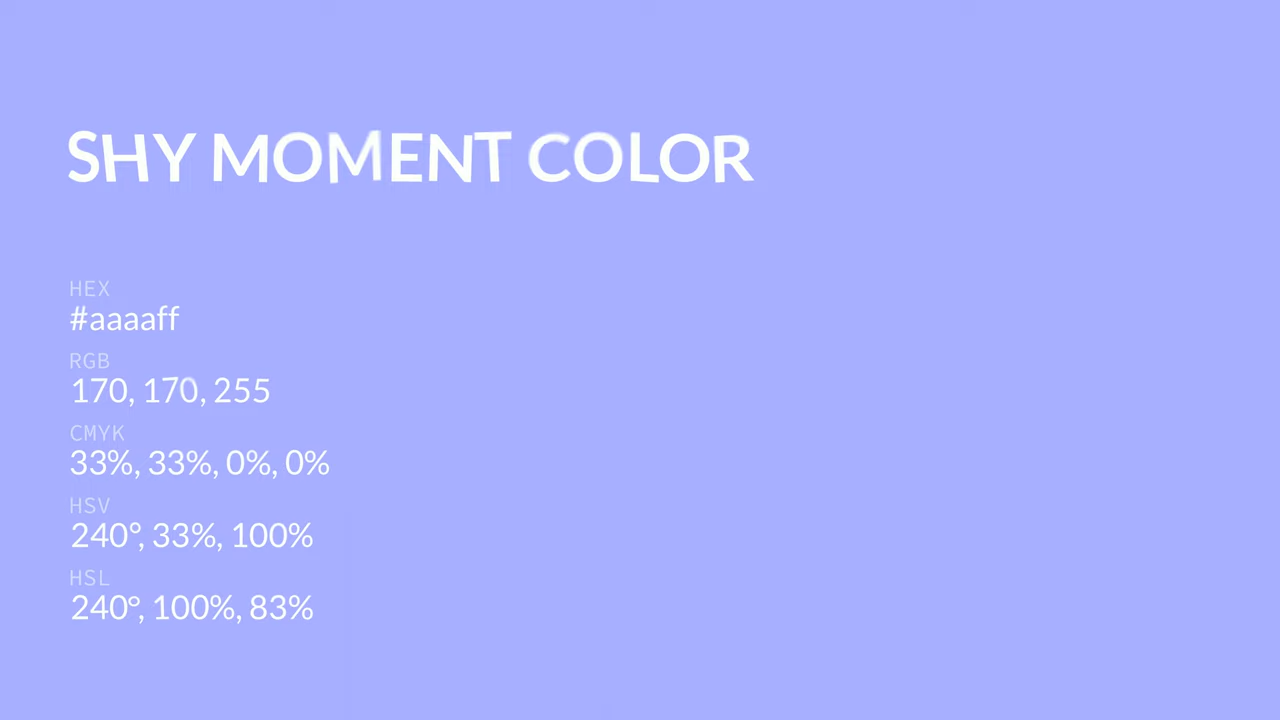 SHY MOMENT COLOR
HEX
#aaaaff
RGB
170, 170, 255
CMYK
33%, 33%, 0%, 0%
HSV
240°, 33%, 100%
HSL
240°, 100%, 83%